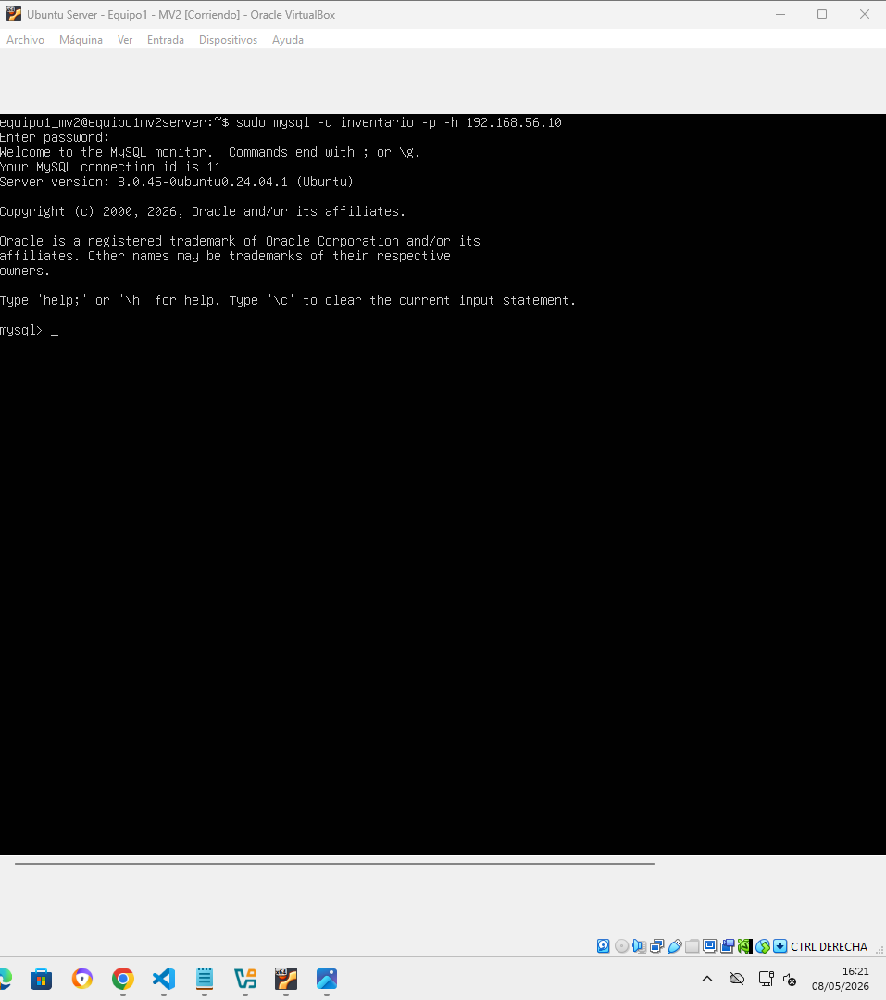 Ubuntu Server - Equipo1 - MV2 [Corriendo] - Oracle VirtualBox
Archivo Máquina Ver Entrada Dispositivos Ayuda
equipo1_mv2@equipo1mv2server:~$ sudo mysql -u inventario -p -h 192.168.56.10
Enter password:
Welcome to the MySQL monitor.  Commands end with ; or \g.
Your MySQL connection id is 11
Server version: 8.0.45-0ubuntu0.24.04.1 (Ubuntu)
Copyright (c) 2000, 2026, Oracle and/or its affiliates.
Oracle is a registered trademark of Oracle Corporation and/or its
affiliates. Other names may be trademarks of their respective
owners.
Type 'help;' or '\h' for help. Type '\c' to clear the current input statement.
mysql> _
CTRL DERECHA
16:21
08/05/2026